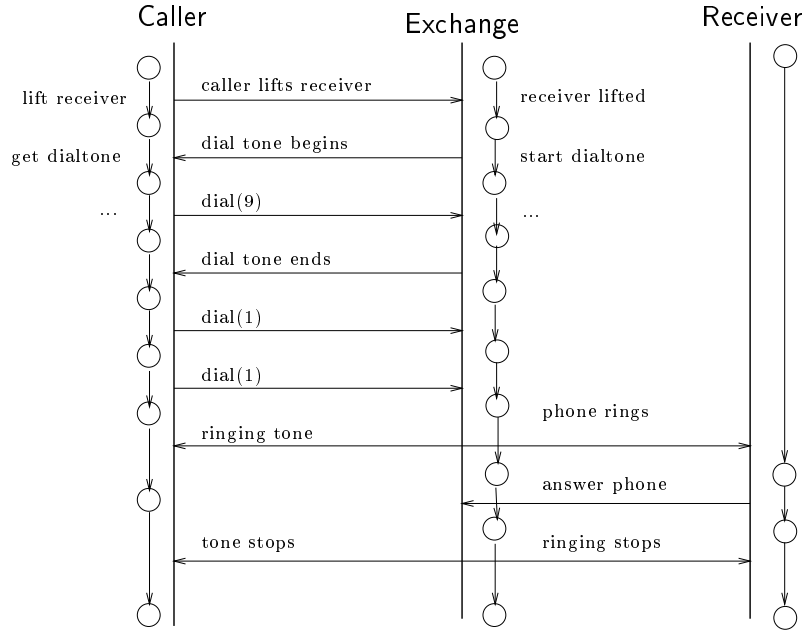 Caller
Exchange
Receiver
lift receiver
caller lifts receiver
receiver lifted
get dialtone
dial tone begins
start dialtone
...
dial(9)
...
dial tone ends
dial(1)
dial(1)
phone rings
ringing tone
answer phone
tone stops
ringing stops